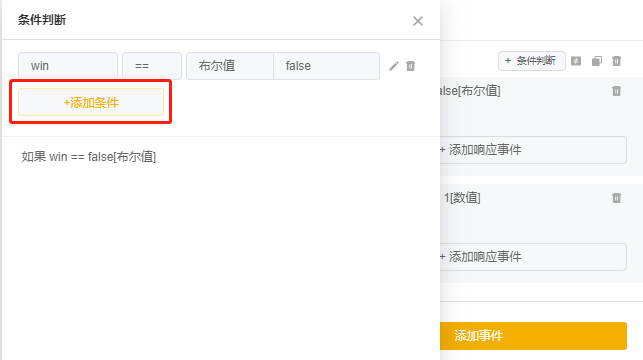 条件判断
win == 布尔值 false
+添加条件
如果 win == false[布尔值]
+ 条件判断
alse[布尔值]
+ 添加响应事件
1[数值]
+ 添加响应事件
添加事件